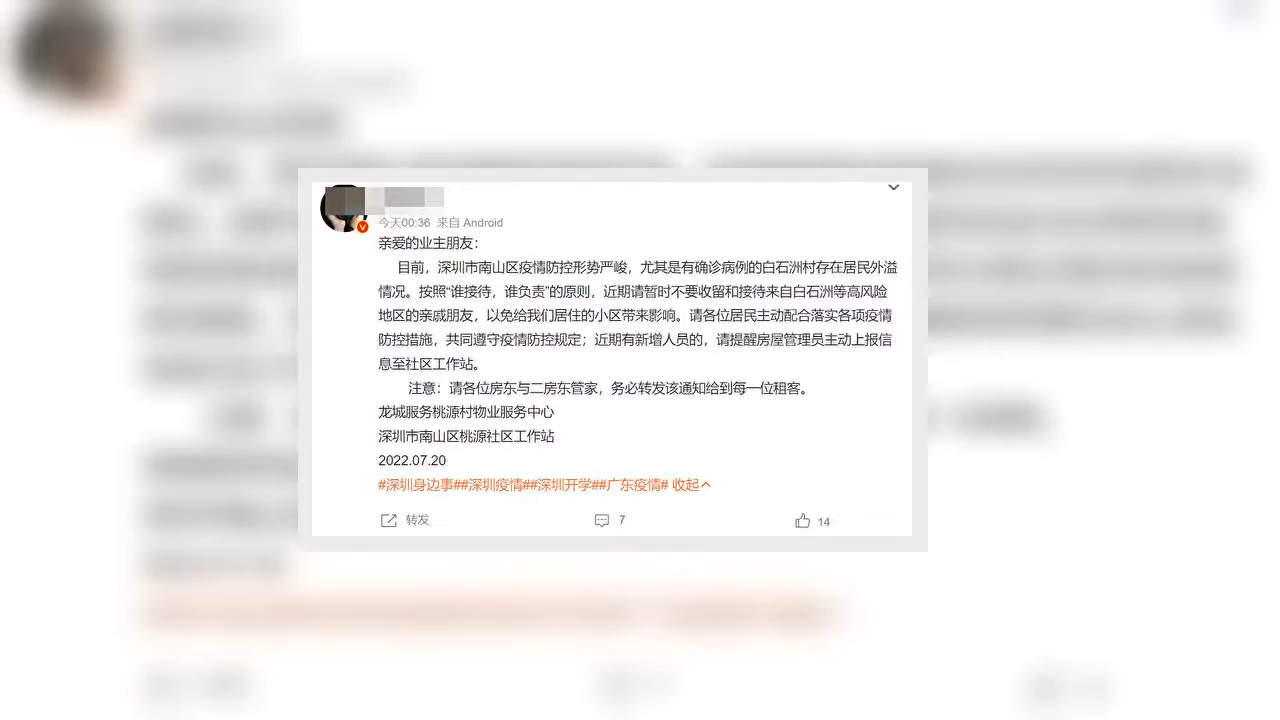 今天00:36 来自 Android
亲爱的业主朋友：
目前，深圳市南山区疫情防控形势严峻，尤其是有确诊病例的白石洲村存在居民外溢
情况。按照“谁接待，谁负责”的原则，近期请暂时不要收留和接待来自白石洲等高风险
地区的亲戚朋友，以免给我们居住的小区带来影响。请各位居民主动配合落实各项疫情
防控措施，共同遵守疫情防控规定；近期有新增人员的，请提醒房屋管理员主动上报信
息至社区工作站。
注意：请各位房东与二房东管家，务必转发该通知给到每一位租客。
龙城服务桃源村物业服务中心
深圳市南山区桃源社区工作站
2022.07.20
#深圳身边事##深圳疫情##深圳开学##广东疫情# 收起
转发 7 14